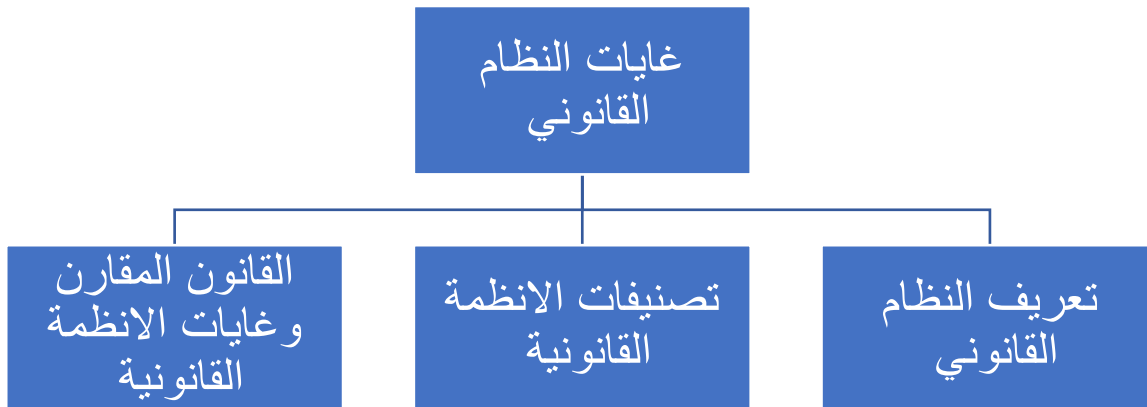 غايات النظام
القانوني
تعريف النظام
القانوني
تصنيفات الانظمة
القانونية
القانون المقارن
وغايات الانظمة
القانونية